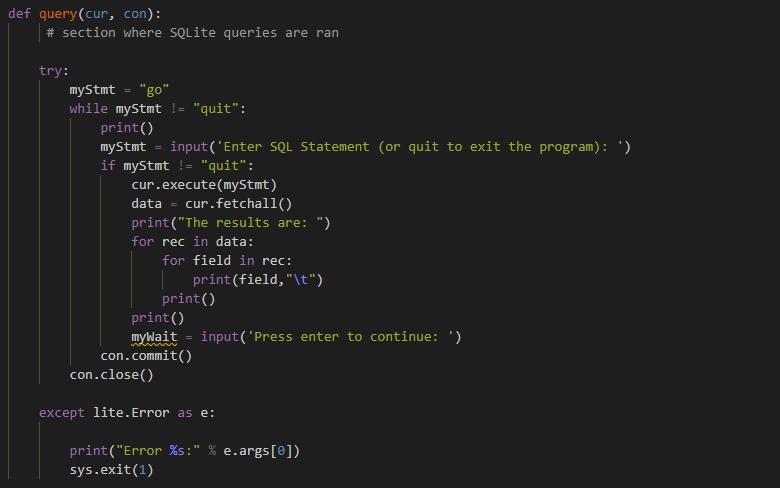 def query(cur, con):
    # section where SQLite queries are ran

    try:
        myStmt = "go"
        while myStmt != "quit":
            print()
            myStmt = input('Enter SQL Statement (or quit to exit the program): ')
            if myStmt != "quit":
                cur.execute(myStmt)
                data = cur.fetchall()
                print("The results are: ")
                for rec in data:
                    for field in rec:
                        print(field,"\t")
                    print()
                print()
                myWait = input('Press enter to continue: ')
            con.commit()
        con.close()

    except lite.Error as e:

        print("Error %s:" % e.args[0])
        sys.exit(1)